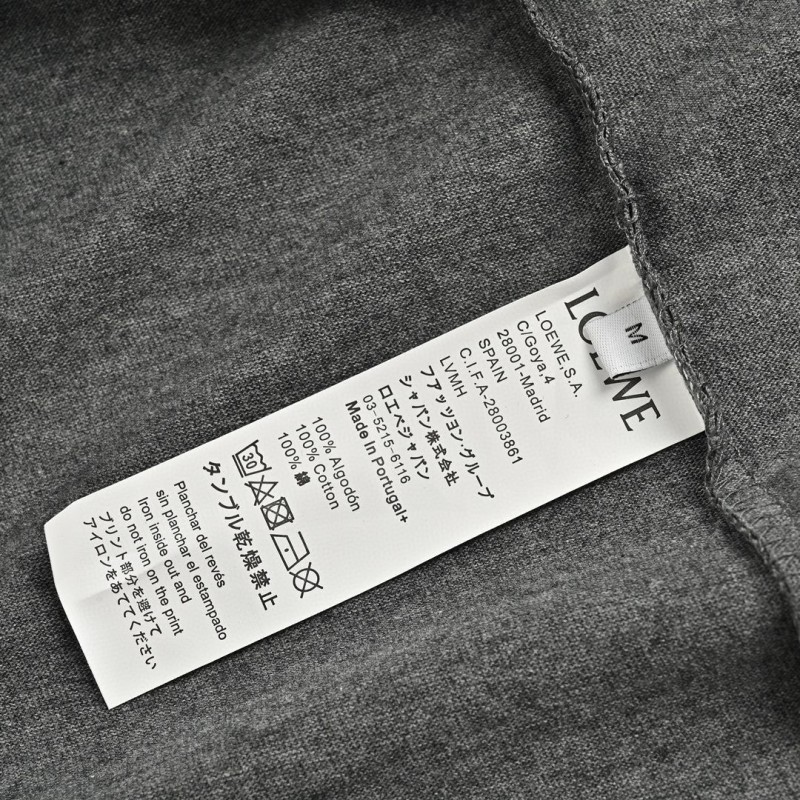 LOEWE
M
LOEWE.S.A.
C/Goya,4
28001-Madrid
SPAIN
C.I.F.A-28003861
LVMH
ファッション・グループ
ジャパン株式会社
ロエベジャパン
03-5215-6116
Made in Portugal+
100% Algodón
100% Cotton
100% 綿
30
タンブル乾燥禁止
Planchar del revés
sin planchar el estampado
Iron inside out and
do not iron on the print
プリント部分を避けて
アイロンをあててください